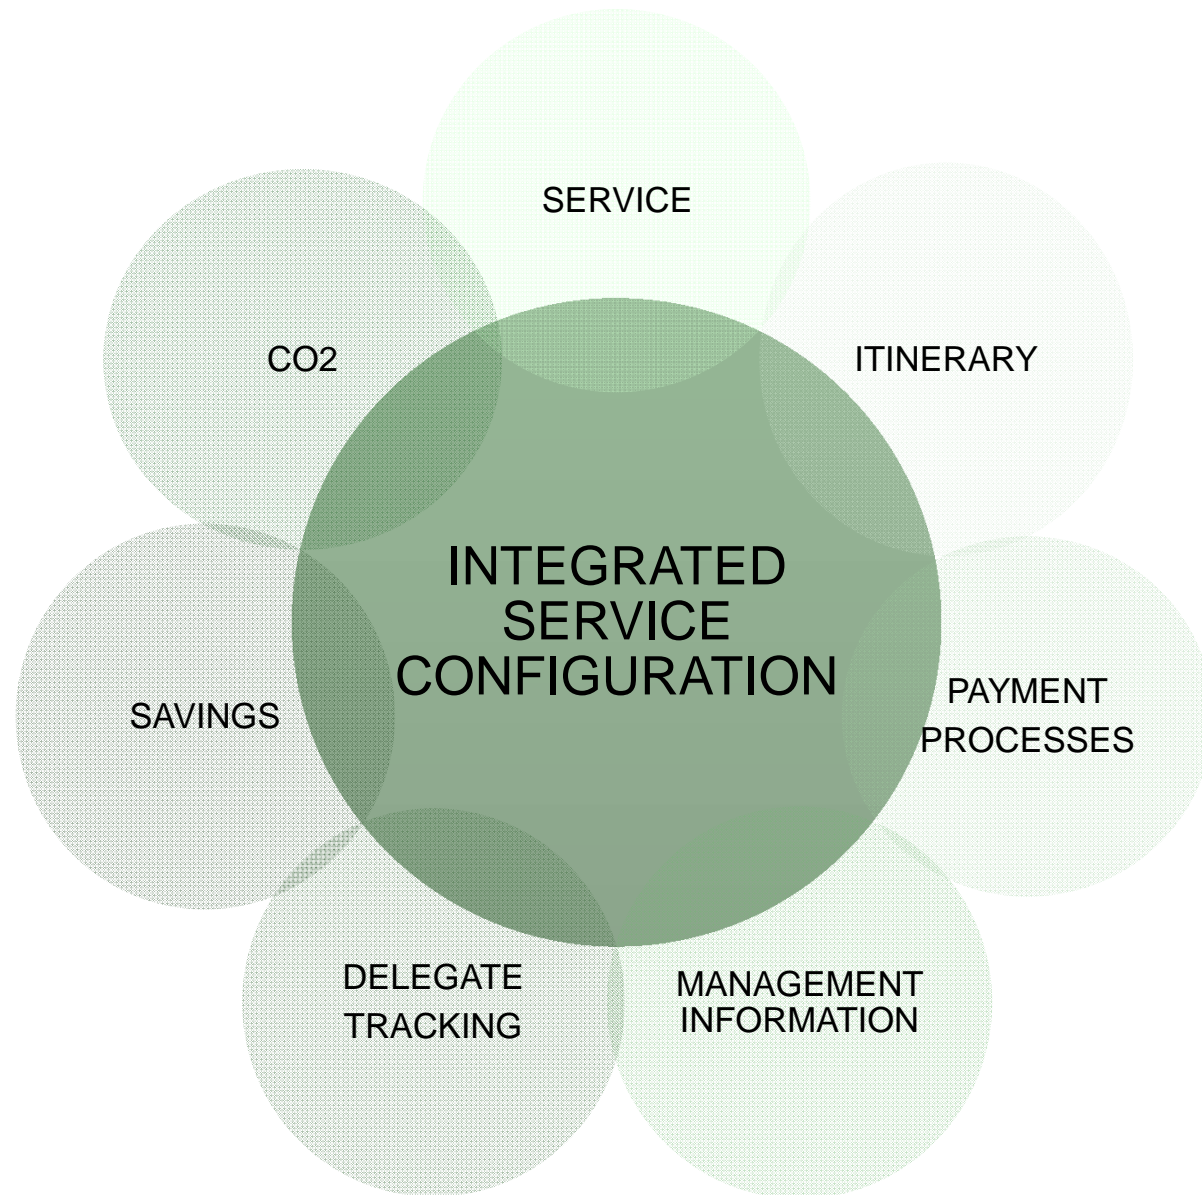 SERVICE
CO2
ITINERARY
INTEGRATED
SERVICE
CONFIGURATION
SAVINGS
PAYMENT
PROCESSES
DELEGATE
TRACKING
MANAGEMENT
INFORMATION